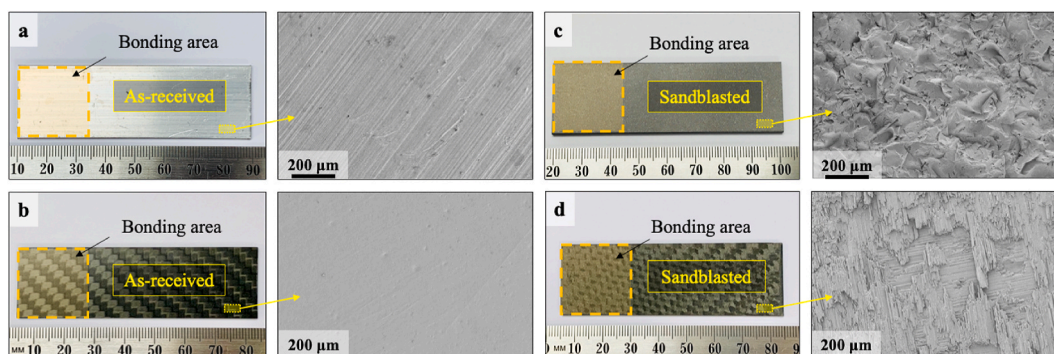 a
Bonding area
As-received
10 20 30 40 50 60 70 80 90
200 µm
c
Bonding area
Sandblasted
20 30 40 50 60 70 80 90 100
200 µm
b
Bonding area
As-received
MM 10 20 30 40 50 60 70 80
200 µm
d
Bonding area
Sandblasted
0 MM 10 20 30 40 50 60 70 80
200 µm